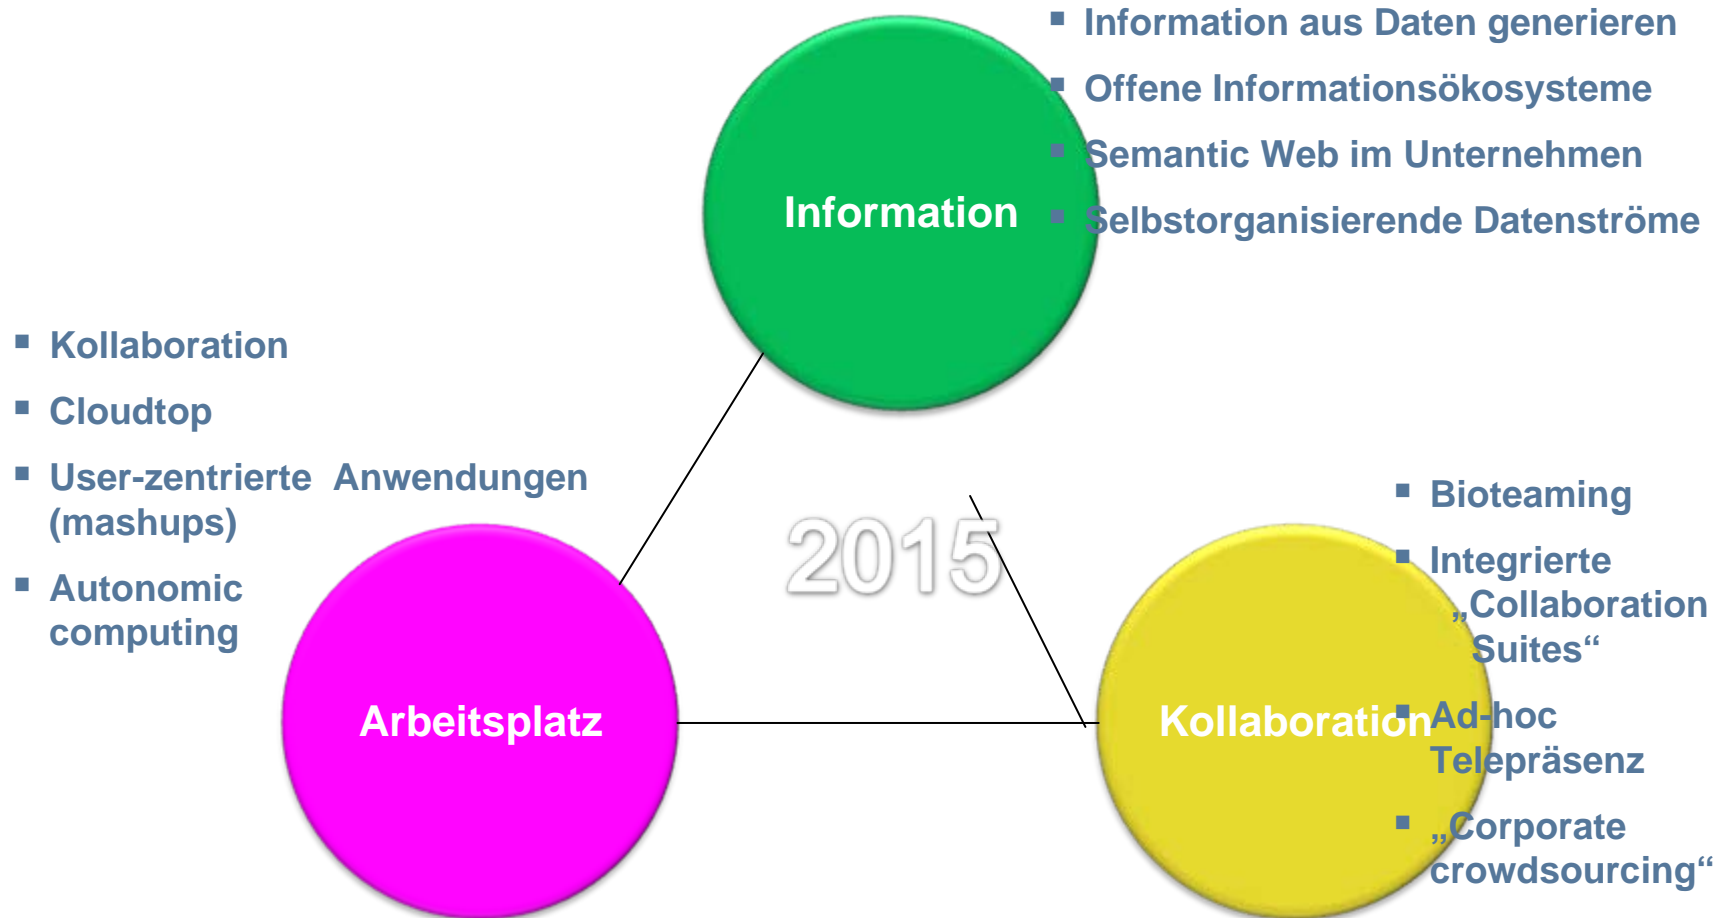 Information aus Daten generieren
Offene Informationsökosysteme
Semantic Web im Unternehmen
Selbstorganisierende Datenströme
Information
Kollaboration
Cloudtop
User-zentrierte Anwendungen
(mashups)
Autonomic
computing
2015
Arbeitsplatz
Kollaboration
Bioteaming
Integrierte
„Collaboration
Suites“
Ad-hoc
Telepräsenz
„Corporate
crowdsourcing“